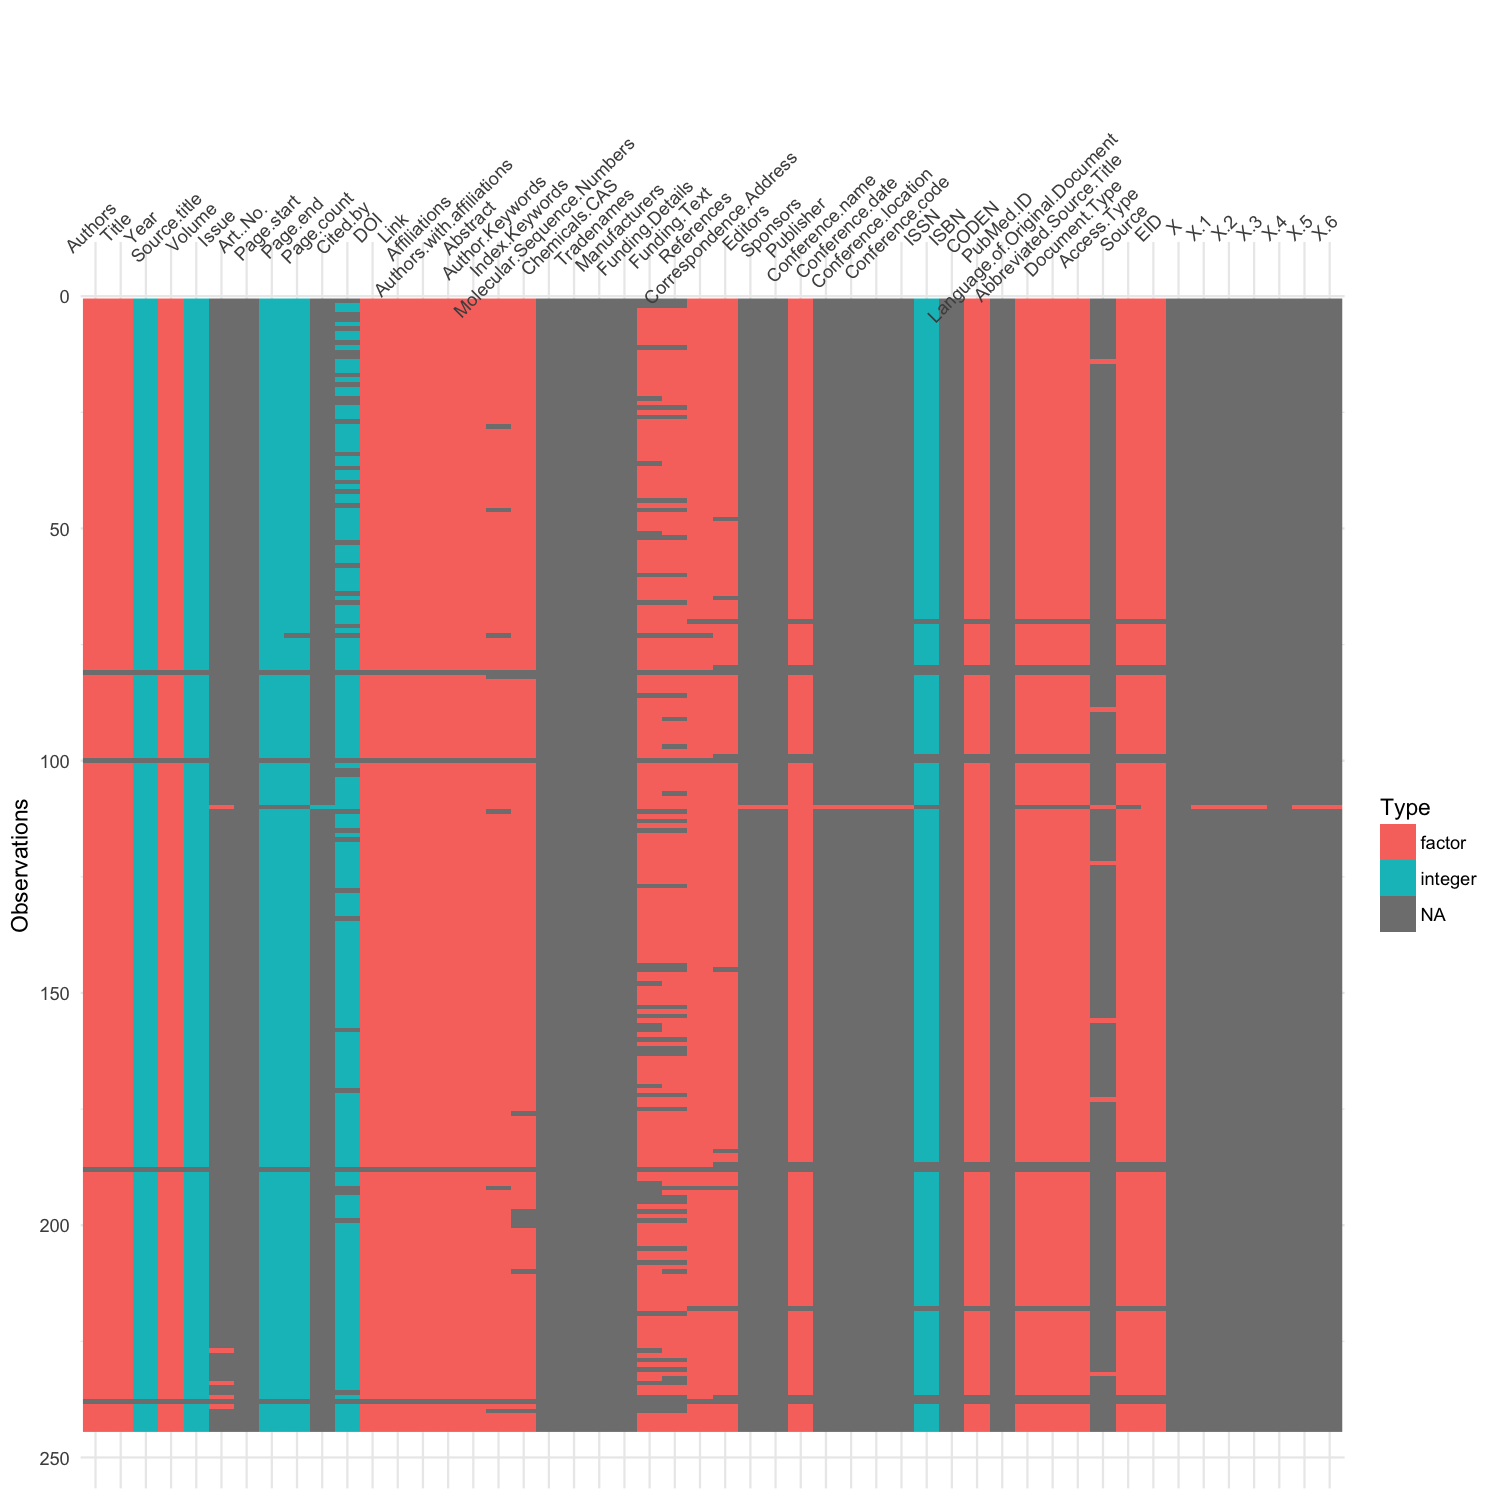 Authors
Title
Year
Source.title
Volume
Issue
Art..No.
Page.start
Page.end
Page.count
Cited.by
DOI
Link
Affiliations
Authors.with.affiliations
Abstract
Author.Keywords
Index.Keywords
Molecular.Sequence.Numbers
Chemicals.CAS
Tradenames
Manufacturers
Funding.Details
Funding.Text
References
Correspondence.Address
Editors
Sponsors
Publisher
Conference.name
Conference.date
Conference.location
Conference.code
ISSN
ISBN
CODEN
PubMed.ID
Language.of.Original.Document
Abbreviated.Source.Title
Document.Type
Access.Type
Source
EID
X
X.1
X.2
X.3
X.4
X.5
X.6
0
50
100
150
200
250
Observations
Type
factor
integer
NA